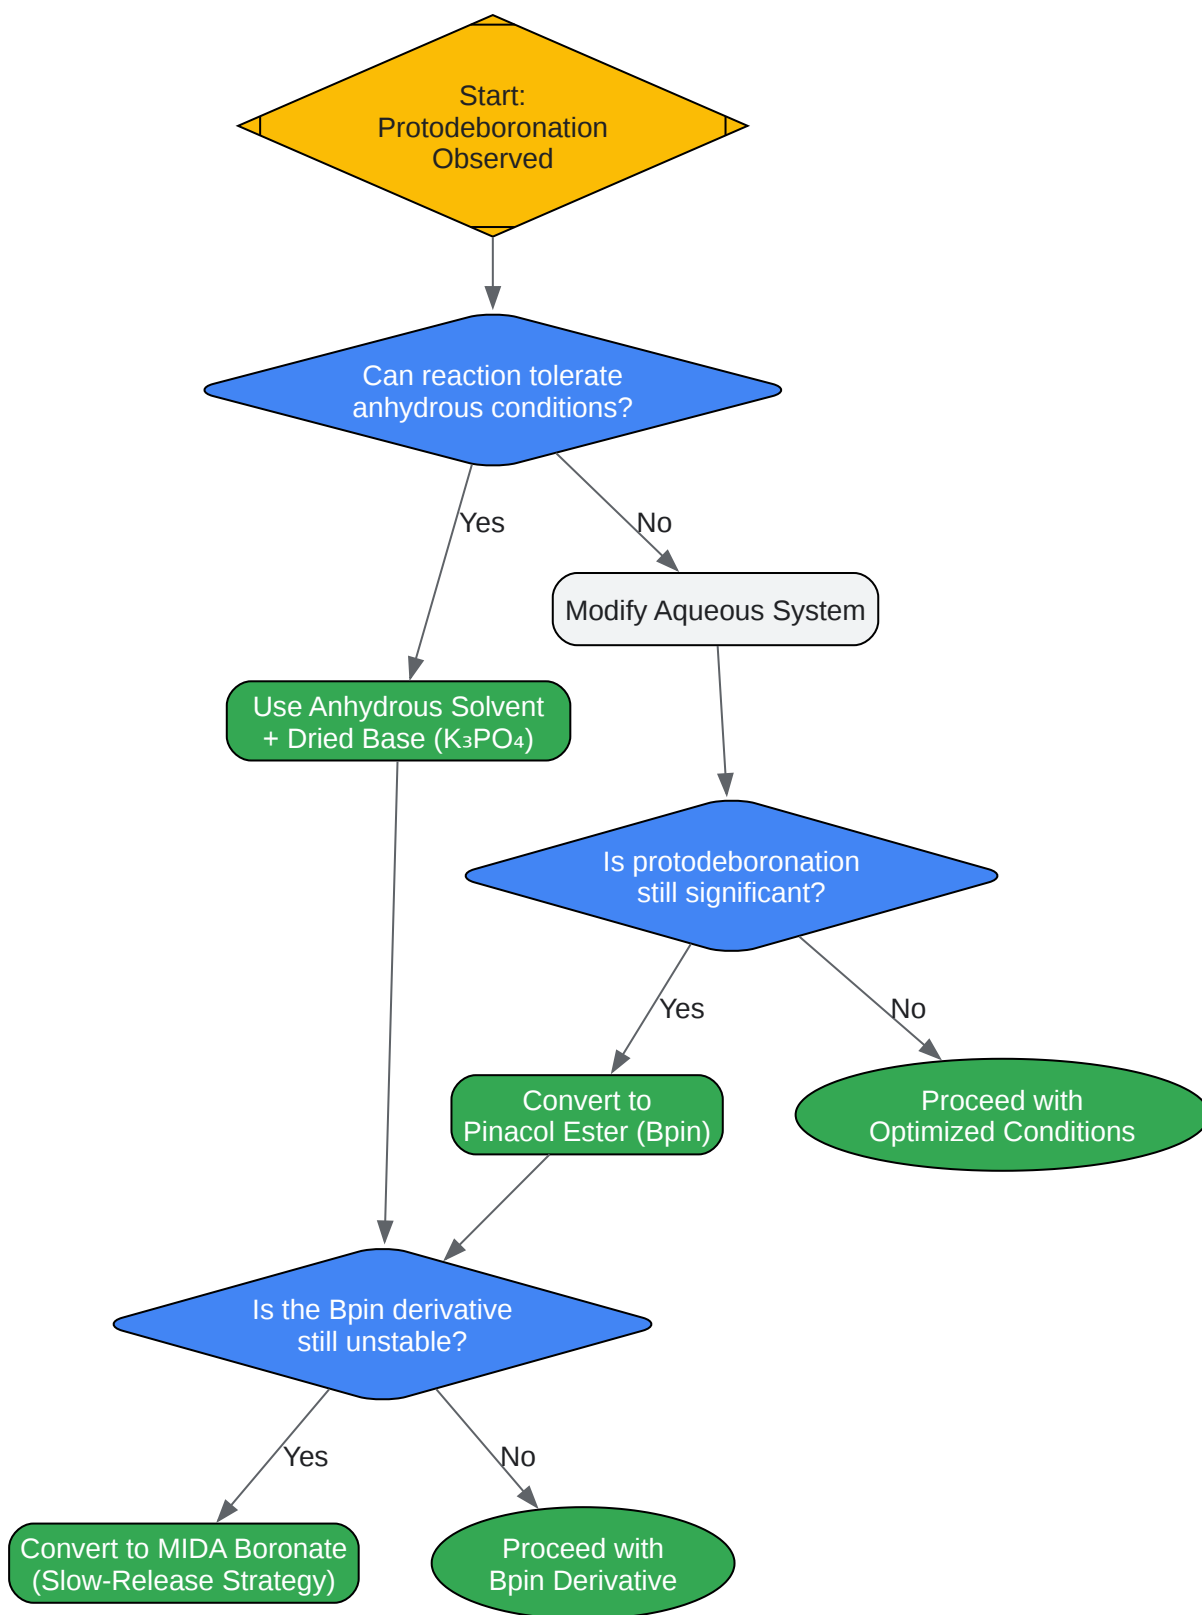 Start:
Protodeboronation
Observed
Can reaction tolerate
anhydrous conditions?
Yes
No
Modify Aqueous System
Use Anhydrous Solvent
+ Dried Base (K₃PO₄)
Is protodeboronation
still significant?
Yes
No
Convert to
Pinacol Ester (Bpin)
Proceed with
Optimized Conditions
Is the Bpin derivative
still unstable?
Yes
No
Convert to MIDA Boronate
(Slow-Release Strategy)
Proceed with
Bpin Derivative